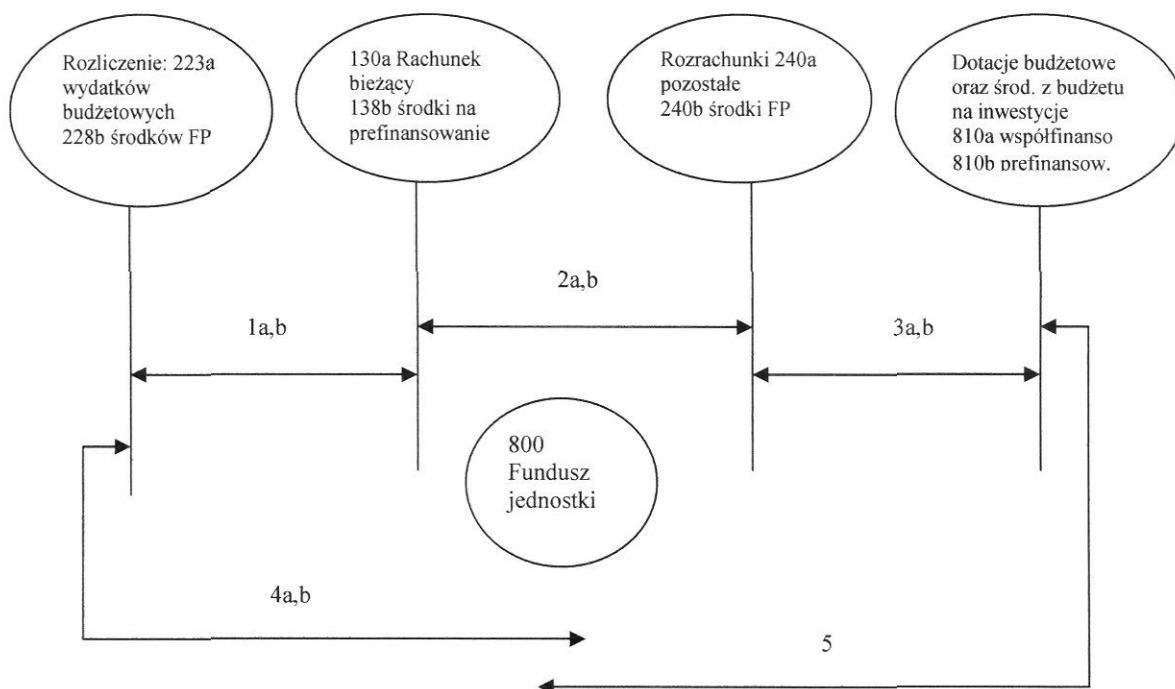 Rozliczenie: 223a
wydatków
budżetowych
228b środków FP
130a Rachunek
bieżący
138b środki na
prefinansowanie
Rozrachunki 240a
pozostałe
240b środki FP
Dotacje budżetowe
oraz środ. z budżetu
na inwestycje
810a współfinanso
810b prefinansow.
1a,b
2a,b
3a,b
800
Fundusz
jednostki
4a,b
5